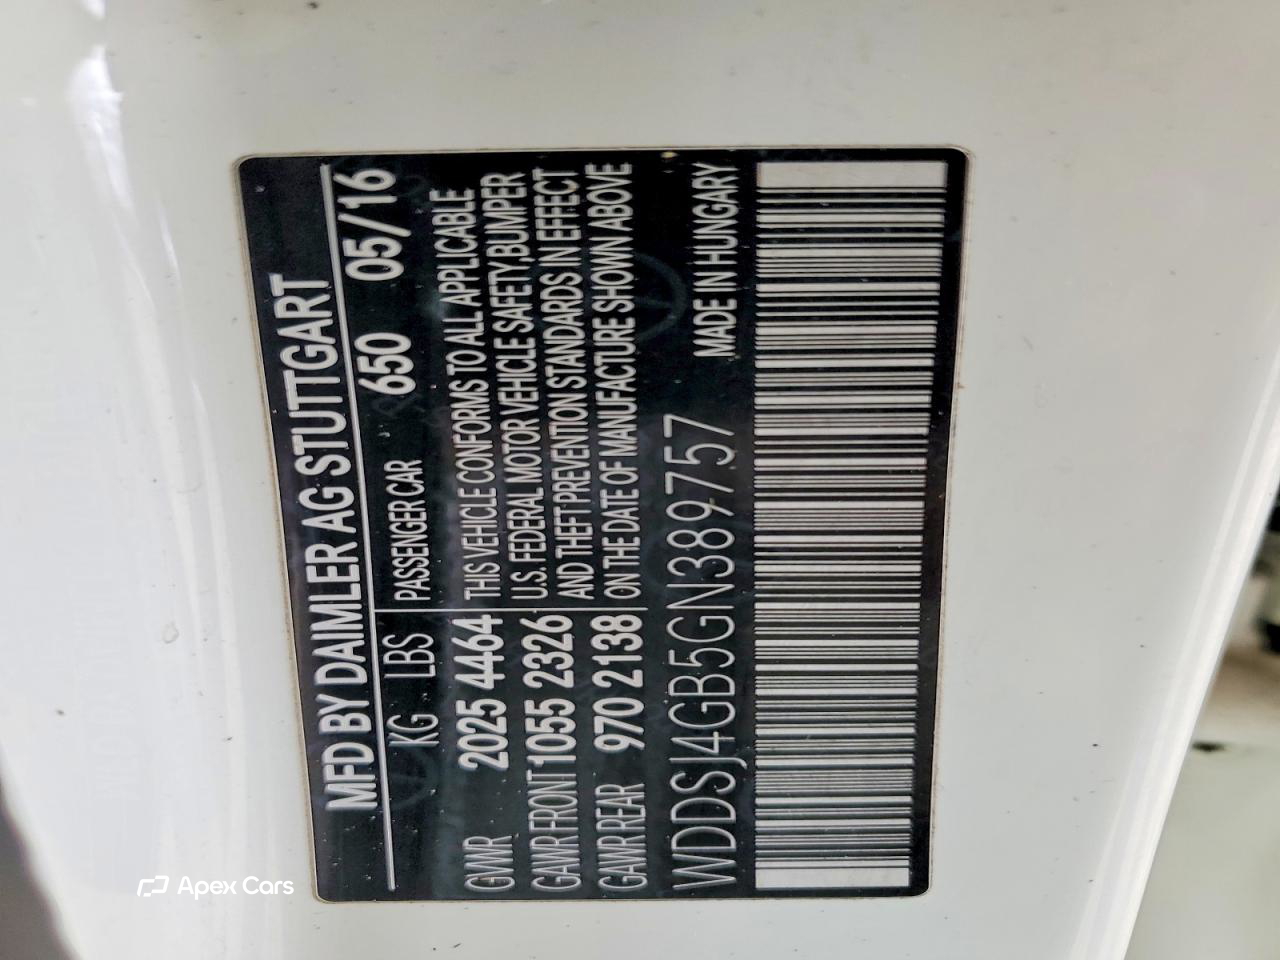 MFD BY DAIMLER AG STUTTGART
KG LBS PASSENGER CAR 650 05/16
GVWR 2025 4464 THIS VEHICLE CONFORMS TO ALL APPLICABLE
GAWR FRONT 1055 2326 U.S. FEDERAL MOTOR VEHICLE SAFETY,BUMPER
AND THEFT PREVENTION STANDARDS IN EFFECT
GAWR REAR 970 2138 ON THE DATE OF MANUFACTURE SHOWN ABOVE
WDDSJ4GB5GN389757 MADE IN HUNGARY
Apex Cars